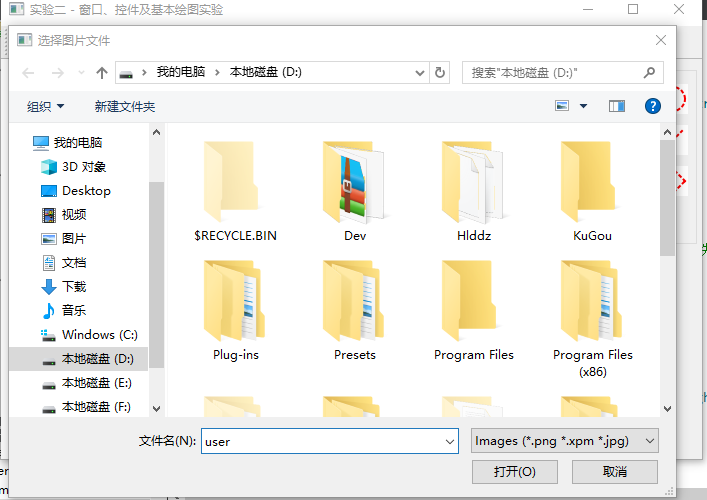 实验二 - 窗口、控件及基本绘图实验
选择图片文件
我的电脑 本地磁盘 (D:)
搜索"本地磁盘 (D:)"
组织 新建文件夹
我的电脑
3D 对象
Desktop
视频
图片
文档
下载
音乐
Windows (C:)
本地磁盘 (D:)
本地磁盘 (E:)
本地磁盘 (F:)
$RECYCLE.BIN
Dev
Hlddz
KuGou
Plug-ins
Presets
Program Files
Program Files
(x86)
文件名(N):
user
Images (*.png *.xpm *.jpg)
打开(O)
取消